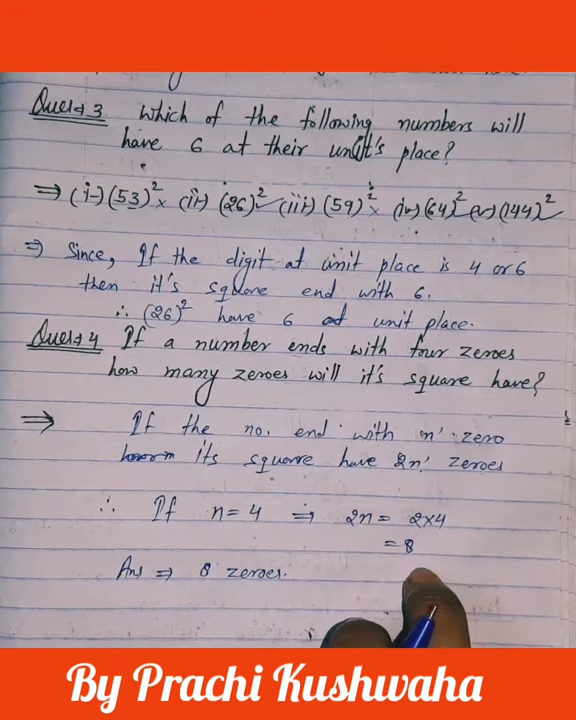 Ques→3 Which of the following numbers will
have 6 at their unit's place?
⇒ (i-) (53)²× (ii-) (26)²✓ (iii-) (59)²× (iv-) (64)²✓ (v-) (144)²✓
⇒ Since, If the digit at unit place is 4 or 6
then it's square end with 6.
∴ (26)² have 6 at unit place.
Ques→4 If a number ends with four zeroes
how many zeroes will it's square have?
⇒ If the no. end with 'n' zero
its square have 2n' zeroes
∴ If n = 4 ⇒ 2n = 2×4
= 8
Ans ⇒ 8 zeroes.
By Prachi Kushwaha